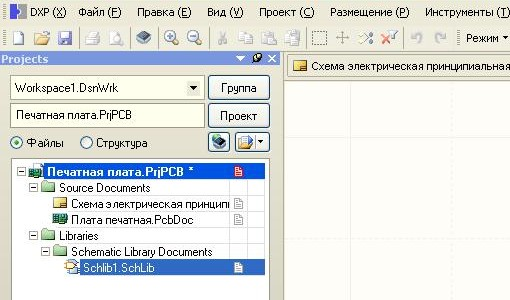 DXP (X) Файл (F) Правка (E) Вид (V) Проект (C) Размещение (P) Инструменты (T)
Режим
Projects
Схема электрическая принципиальная
Workspace1.DsnWrk Группа
Печатная плата.PrjPCB Проект
Файлы Структура
Печатная плата.PrjPCB *
Source Documents
Схема электрическая принципи
Плата печатная.PcbDoc
Libraries
Schematic Library Documents
Schlib1.SchLib